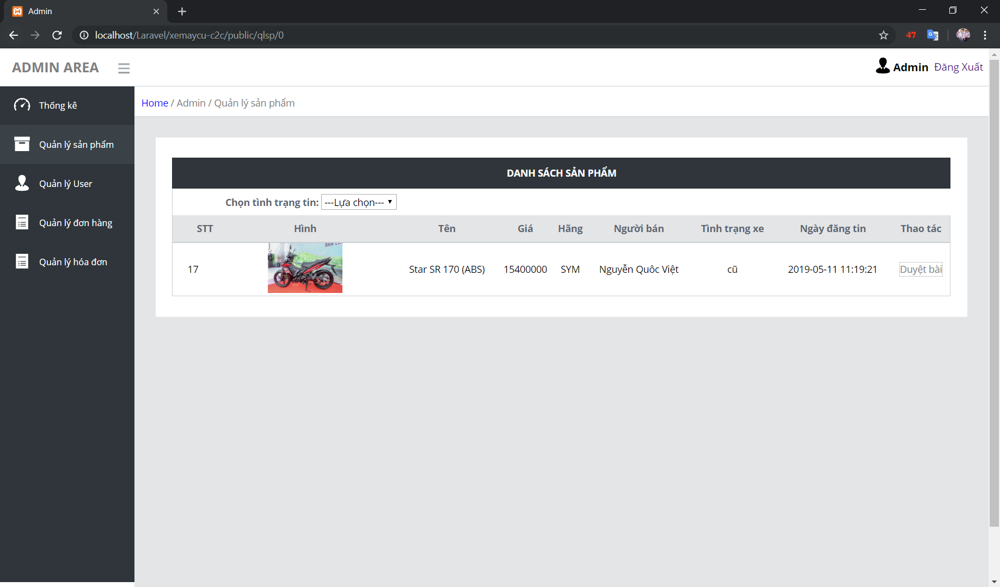 Admin
localhost/Laravel/xemaycu-c2c/public/qlsp/0
47
ADMIN AREA
Admin Đăng Xuất
Thống kê
Quản lý sản phẩm
Quản lý User
Quản lý đơn hàng
Quản lý hóa đơn
Home / Admin / Quản lý sản phẩm
DANH SÁCH SẢN PHẨM
Chọn tình trạng tin: ---Lựa chọn---
STT Hình Tên Giá Hãng Người bán Tình trạng xe Ngày đăng tin Thao tác
17 Star SR 170 (ABS) 15400000 SYM Nguyễn Quôc Việt cũ 2019-05-11 11:19:21 Duyệt bài